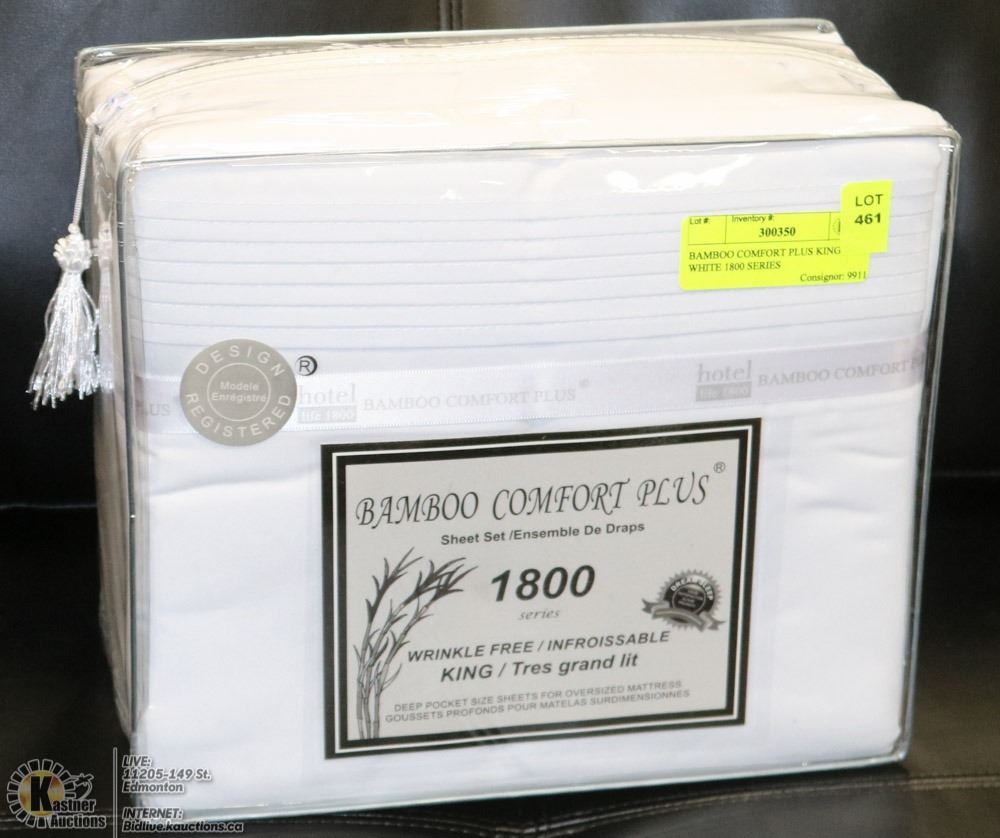 LOT
461
Lot #:
Inventory #:
300350
BAMBOO COMFORT PLUS KING
WHITE 1800 SERIES
Consignor: 9911
DESIGN
Modele
Enregistré
REGISTERED
®
LUS
hotel
life 1800
BAMBOO COMFORT PLUS®
hotel
life 1800
BAMBOO COMFORT P
BAMBOO COMFORT PLUS®
Sheet Set /Ensemble De Draps
1800
series
WRINKLE FREE / INFROISSABLE
KING / Tres grand lit
DEEP POCKET SIZE SHEETS FOR OVERSIZED MATTRESS
GOUSSETS PROFONDS POUR MATELAS SURDIMENSIONNES
Kastner
Auctions
LIVE:
11205-149 St.
Edmonton
INTERNET:
Bidlive.kauctions.ca